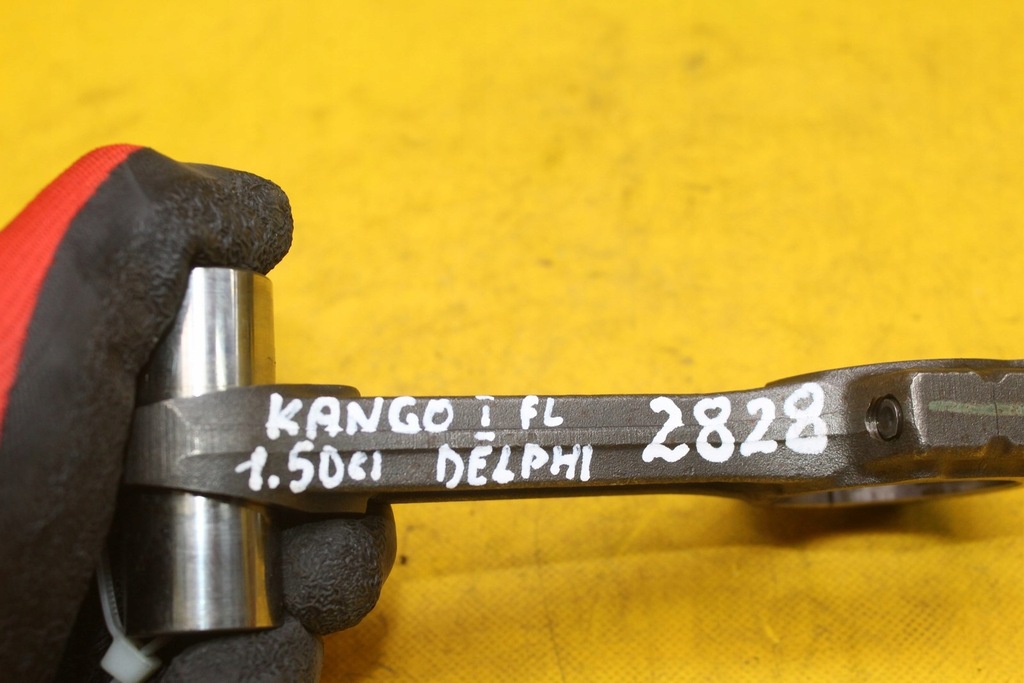 KANGO I FL
1.5DCI DELPHI
2828